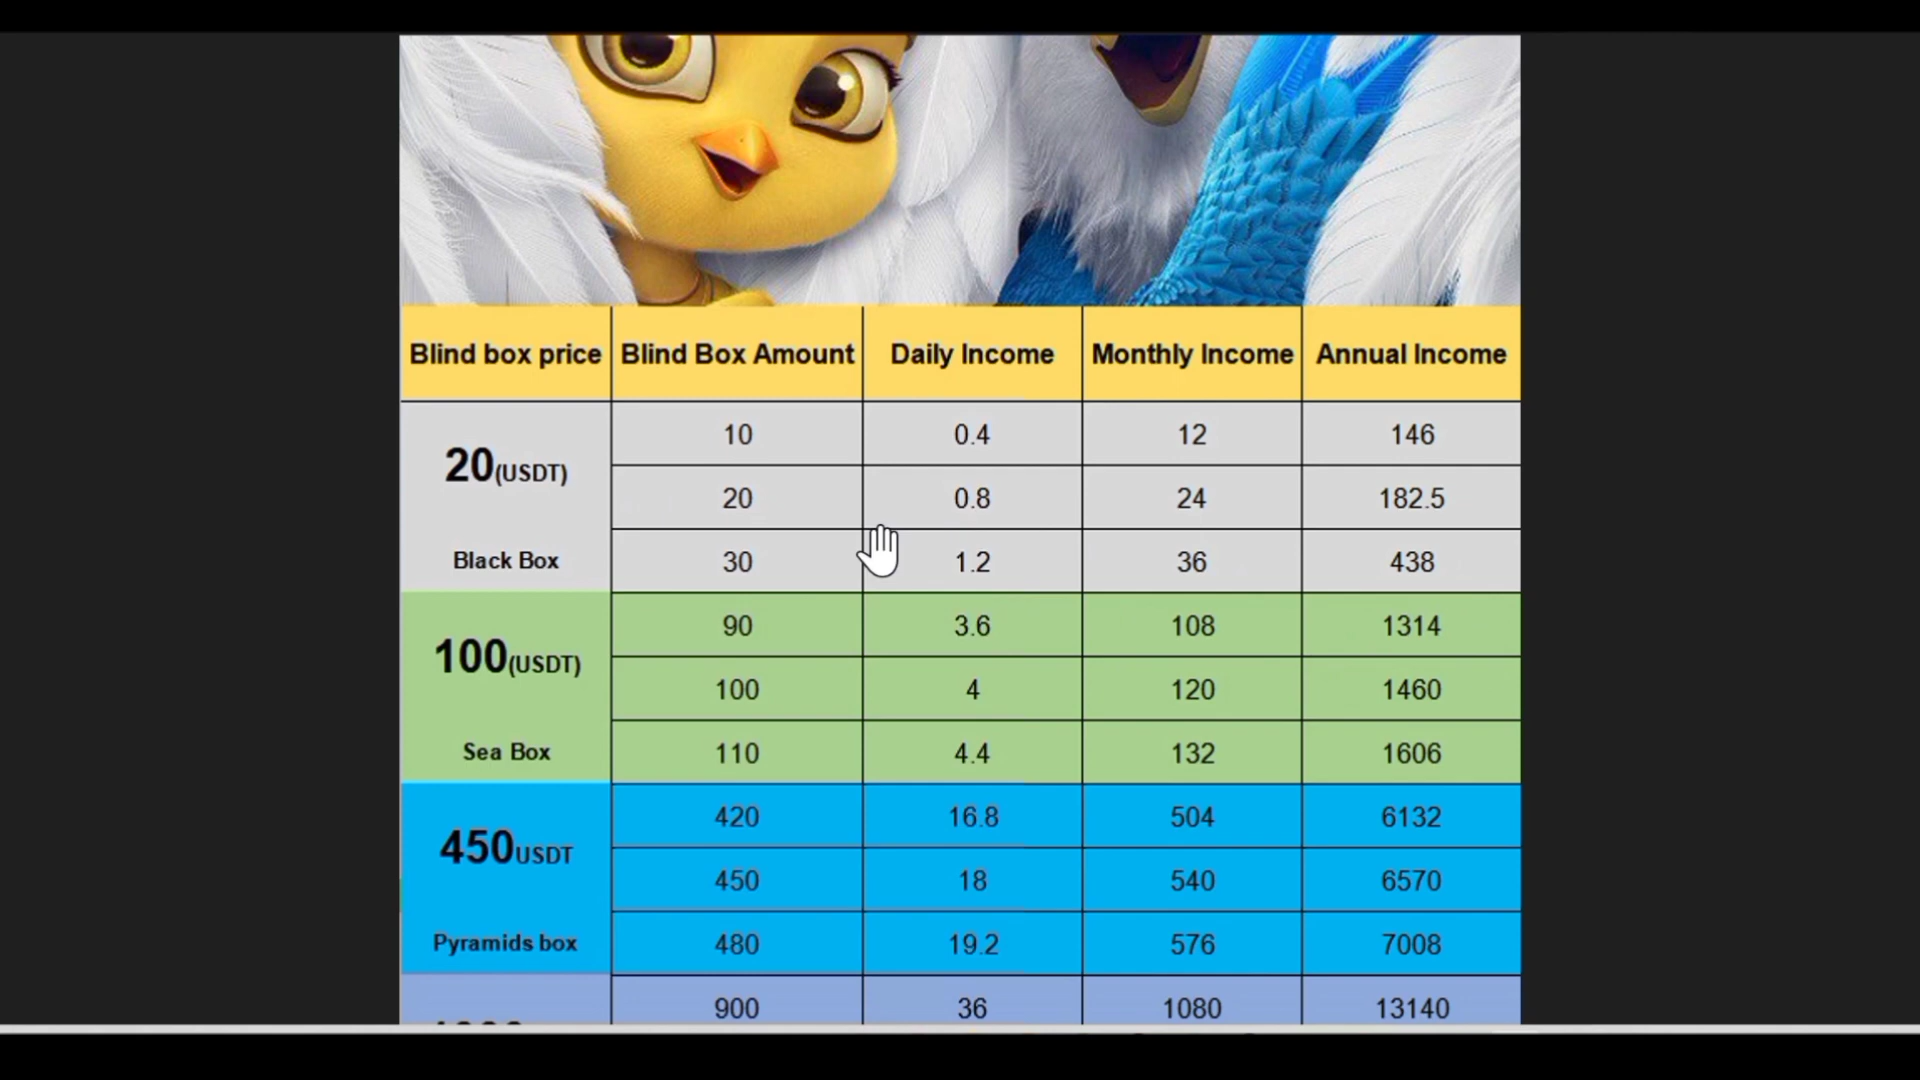 Blind box price Blind Box Amount Daily Income Monthly Income Annual Income
20(USDT)
Black Box
10 0.4 12 146
20 0.8 24 182.5
30 1.2 36 438
100(USDT)
Sea Box
90 3.6 108 1314
100 4 120 1460
110 4.4 132 1606
450USDT
Pyramids box
420 16.8 504 6132
450 18 540 6570
480 19.2 576 7008
900 36 1080 13140